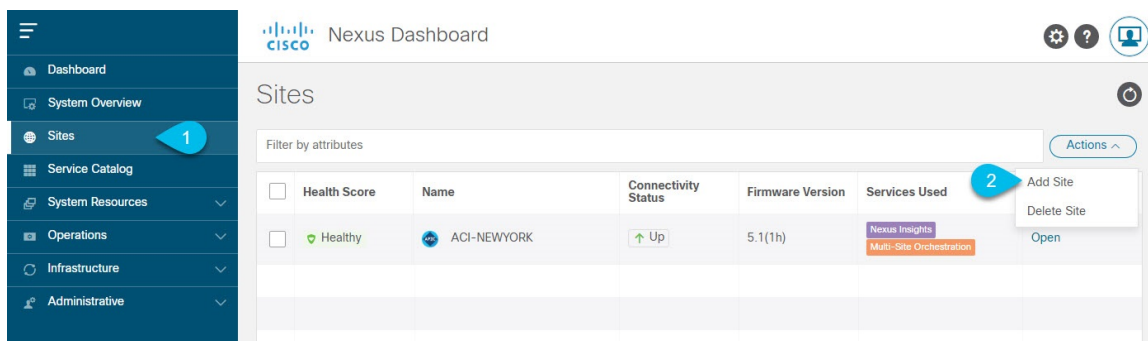 CISCO
Nexus Dashboard
Dashboard
System Overview
Sites
1
Service Catalog
System Resources
Operations
Infrastructure
Administrative
Sites
Filter by attributes
Actions
2
Add Site
Delete Site
Health Score
Name
Connectivity
Status
Firmware Version
Services Used
Healthy
APIC
ACI-NEWYORK
Up
5.1(1h)
Nexus Insights
Multi-Site Orchestration
Open